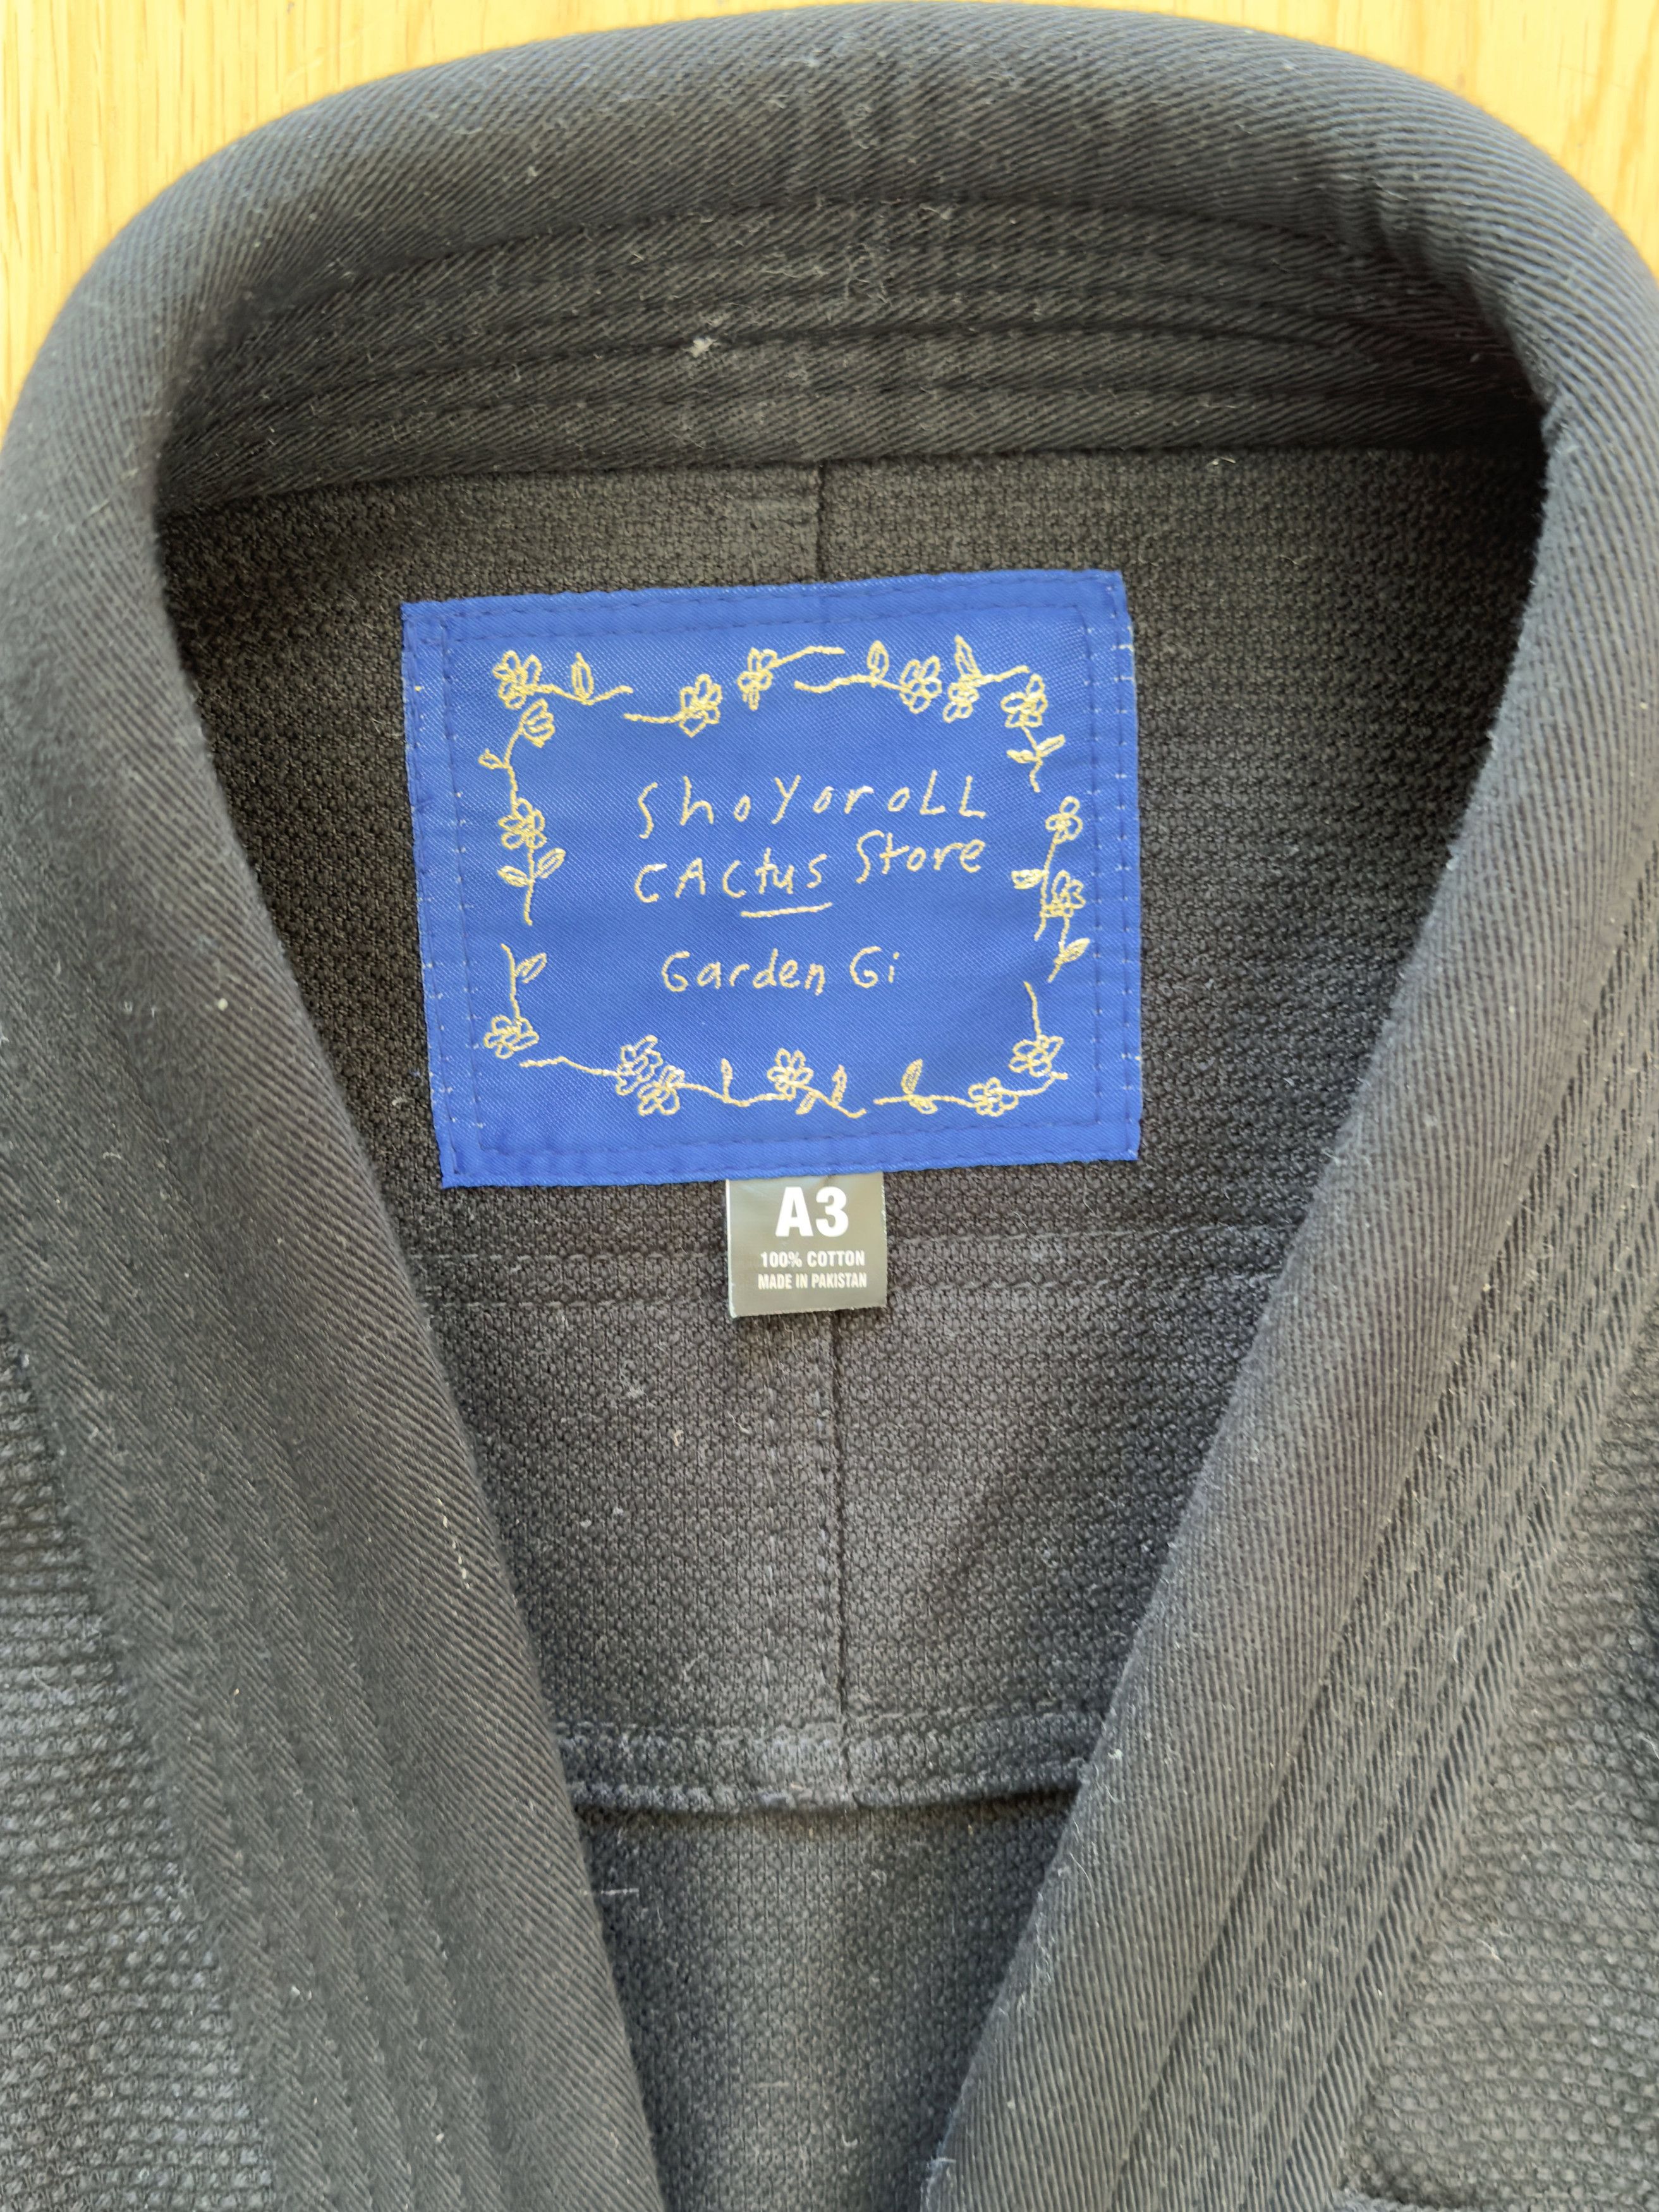 ShoYoroLL
CACtus Store
Garden Gi
A3
100% COTTON
MADE IN PAKISTAN